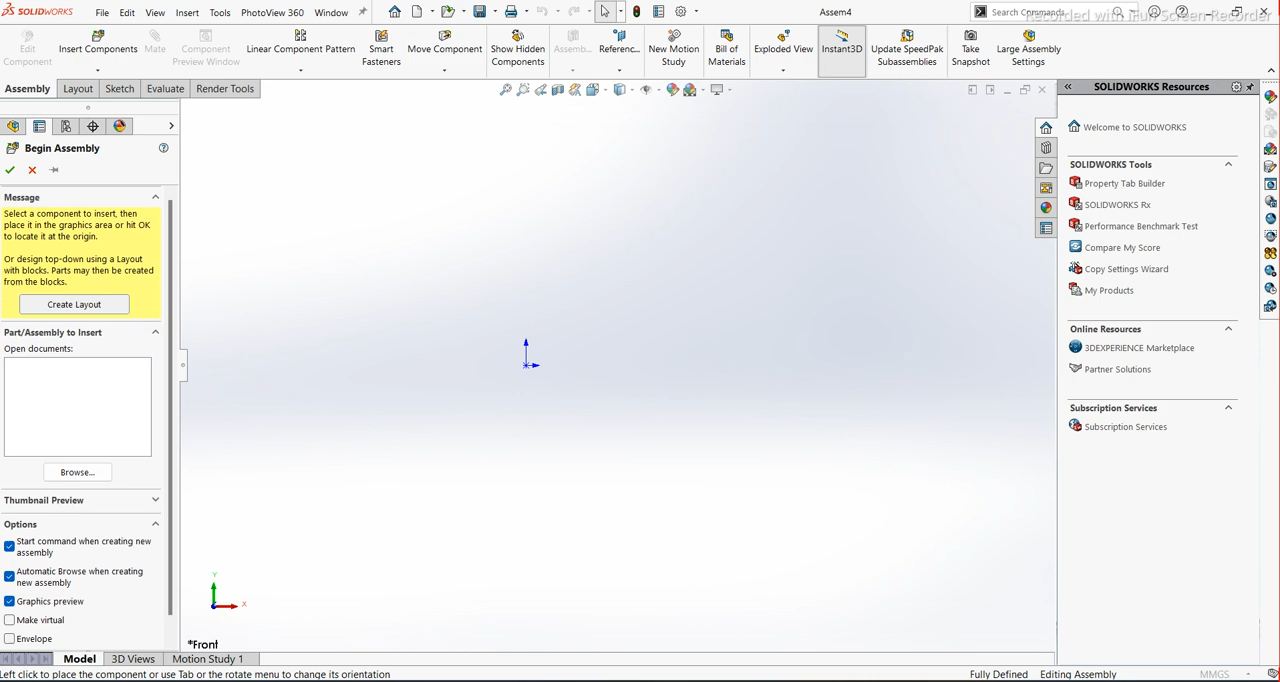 SOLIDWORKS File Edit View Insert Tools PhotoView 360 Window Assem4 Search Commands
Recorded with iFun Screen Recorder
Edit Component
Insert Components
Mate
Component Preview Window
Linear Component Pattern
Smart Fasteners
Move Component
Show Hidden Components
Assemb...
Referenc...
New Motion Study
Bill of Materials
Exploded View
Instant3D
Update SpeedPak Subassemblies
Take Snapshot
Large Assembly Settings
Assembly Layout Sketch Evaluate Render Tools
Begin Assembly
Message
Select a component to insert, then
place it in the graphics area or hit OK
to locate it at the origin.
Or design top-down using a Layout
with blocks. Parts may then be created
from the blocks.
Create Layout
Part/Assembly to Insert
Open documents:
Browse...
Thumbnail Preview
Options
Start command when creating new
assembly
Automatic Browse when creating
new assembly
Graphics preview
Make virtual
Envelope
Y
X
*Front
SOLIDWORKS Resources
Welcome to SOLIDWORKS
SOLIDWORKS Tools
Property Tab Builder
SOLIDWORKS Rx
Performance Benchmark Test
Compare My Score
Copy Settings Wizard
My Products
Online Resources
3DEXPERIENCE Marketplace
Partner Solutions
Subscription Services
Subscription Services
Model 3D Views Motion Study 1
Left click to place the component or use Tab or the rotate menu to change its orientation Fully Defined Editing Assembly MMGS